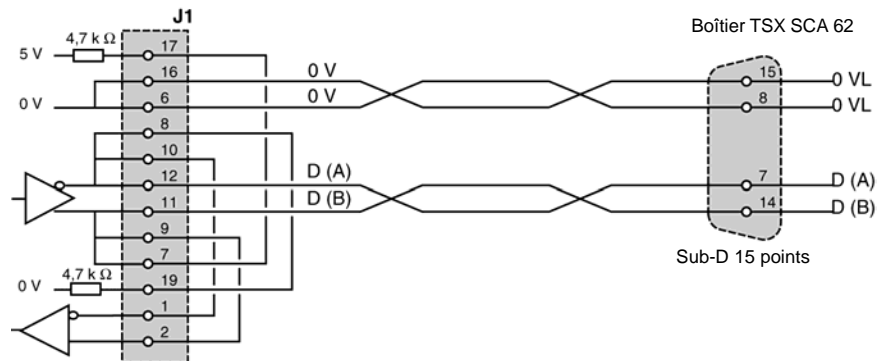 J1
Boîtier TSX SCA 62
4,7 k Ω
5 V
17
16
0 V
15
0 VL
0 V
6
0 V
8
0 VL
8
10
12
D (A)
7
D (A)
11
D (B)
14
D (B)
9
7
Sub-D 15 points
4,7 k Ω
0 V
19
1
2